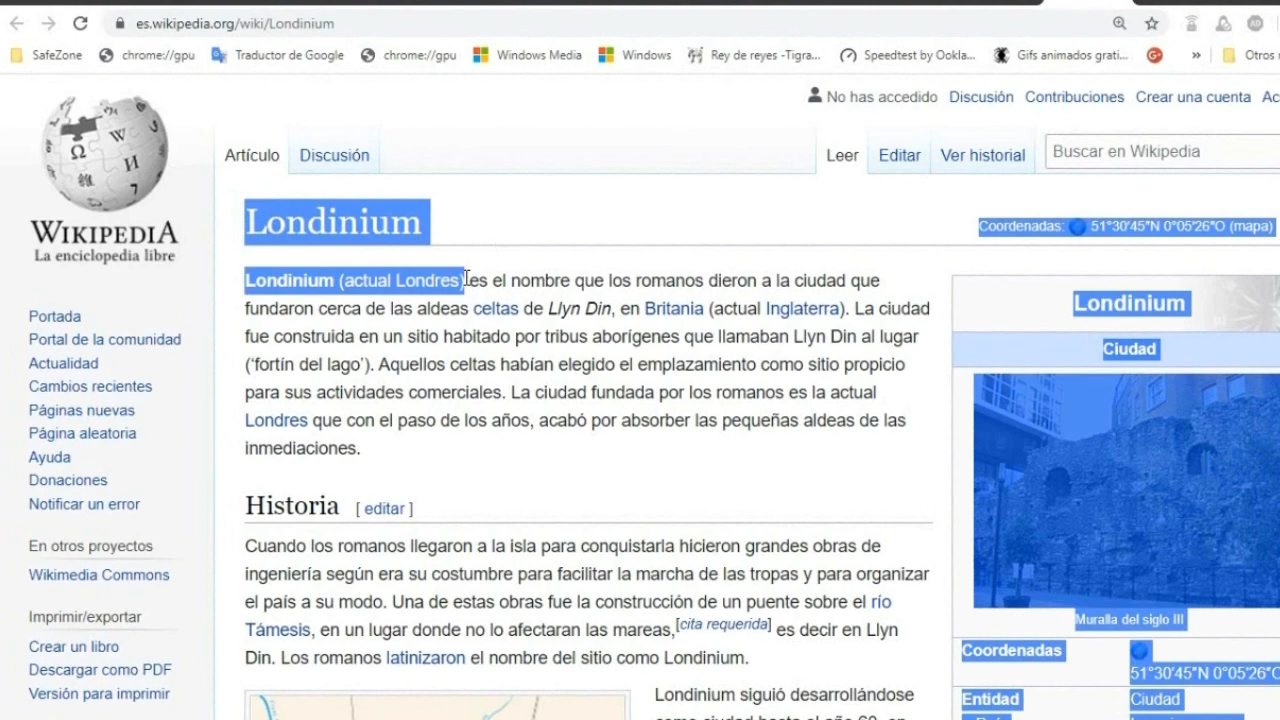 es.wikipedia.org/wiki/Londinium
SafeZone chrome://gpu Traductor de Google chrome://gpu Windows Media Windows Rey de reyes -Tigra... Speedtest by Ookla... Gifs animados grati... » Otros
No has accedido Discusión Contribuciones Crear una cuenta Ac
Artículo Discusión Leer Editar Ver historial Buscar en Wikipedia
WIKIPEDIA
La enciclopedia libre
Portada
Portal de la comunidad
Actualidad
Cambios recientes
Páginas nuevas
Página aleatoria
Ayuda
Donaciones
Notificar un error
En otros proyectos
Wikimedia Commons
Imprimir/exportar
Crear un libro
Descargar como PDF
Versión para imprimir
Londinium
Coordenadas: 51°30′45″N 0°05′26″O (mapa)
Londinium (actual Londres) es el nombre que los romanos dieron a la ciudad que
fundaron cerca de las aldeas celtas de Llyn Din, en Britania (actual Inglaterra). La ciudad
fue construida en un sitio habitado por tribus aborígenes que llamaban Llyn Din al lugar
(‘fortín del lago’). Aquellos celtas habían elegido el emplazamiento como sitio propicio
para sus actividades comerciales. La ciudad fundada por los romanos es la actual
Londres que con el paso de los años, acabó por absorber las pequeñas aldeas de las
inmediaciones.
Historia [ editar ]
Cuando los romanos llegaron a la isla para conquistarla hicieron grandes obras de
ingeniería según era su costumbre para facilitar la marcha de las tropas y para organizar
el país a su modo. Una de estas obras fue la construcción de un puente sobre el río
Támesis, en un lugar donde no lo afectaran las mareas,[cita requerida] es decir en Llyn
Din. Los romanos latinizaron el nombre del sitio como Londinium.
Londinium siguió desarrollándose
como ciudad hasta el año 60, en
Londinium
Ciudad
Muralla del siglo III
Coordenadas
51°30′45″N 0°05′26″O
Entidad Ciudad